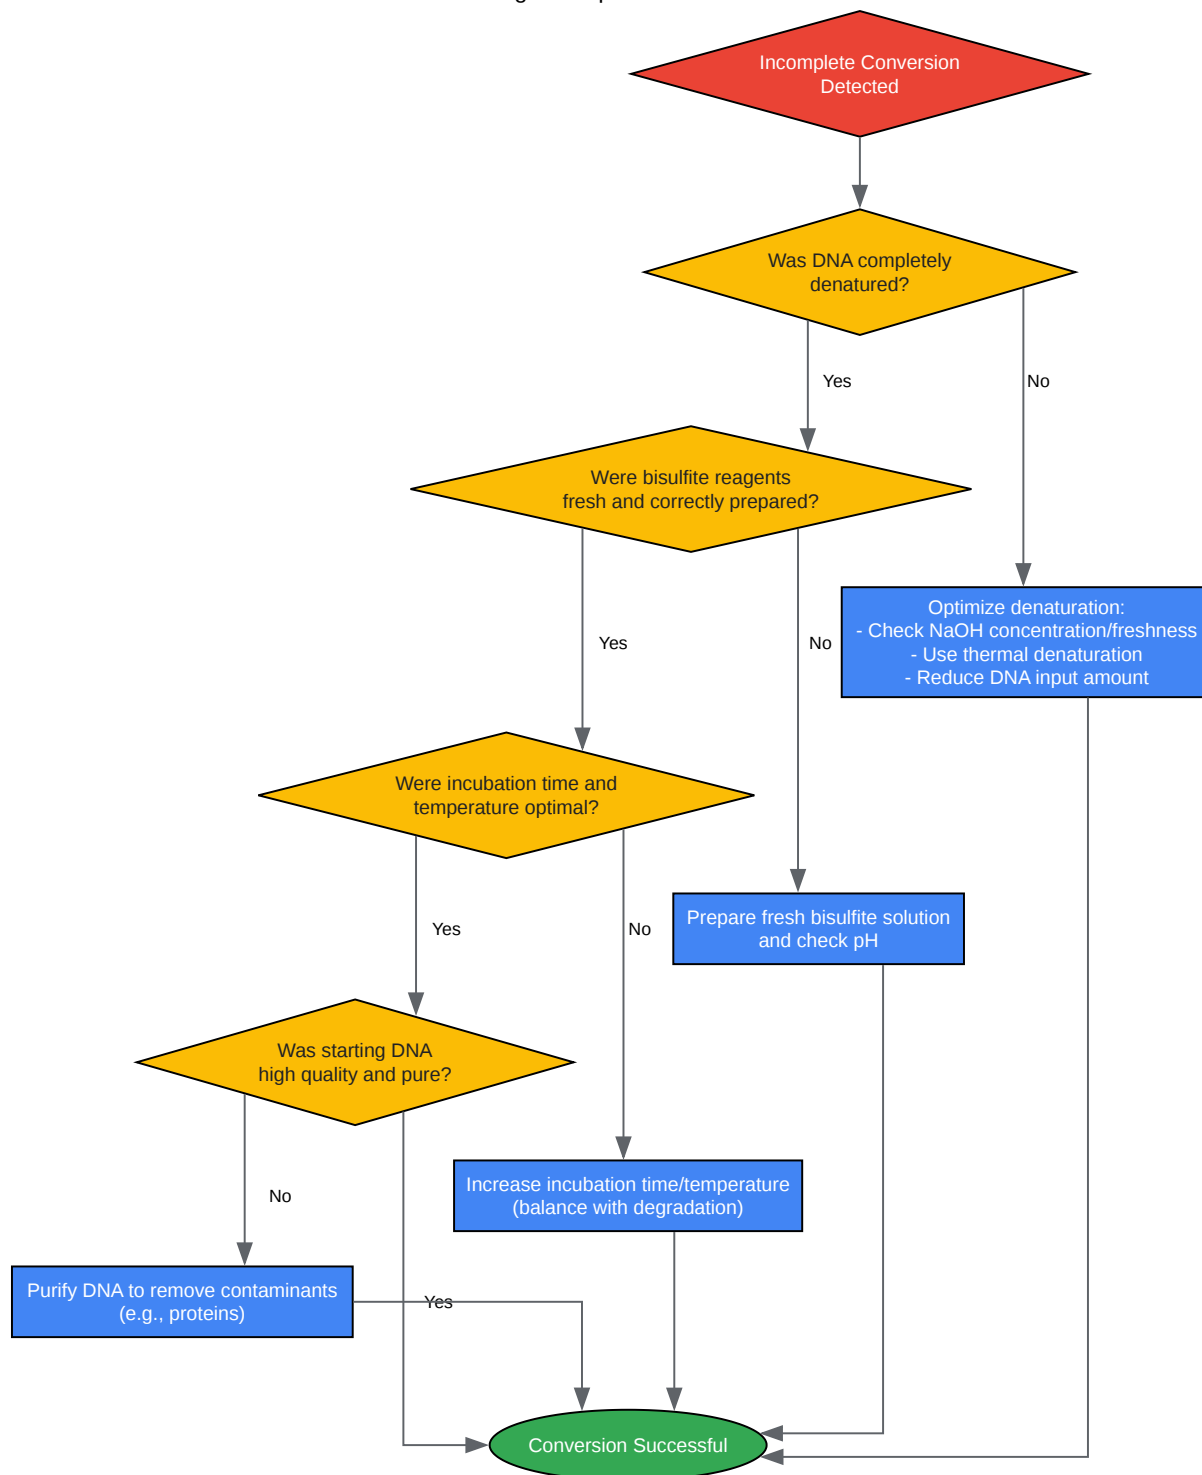 Incomplete Conversion
Detected
Was DNA completely
denatured?
Yes
No
Were bisulfite reagents
fresh and correctly prepared?
Optimize denaturation:
- Check NaOH concentration/freshness
- Use thermal denaturation
- Reduce DNA input amount
Yes
No
Were incubation time and
temperature optimal?
Prepare fresh bisulfite solution
and check pH
Yes
No
Was starting DNA
high quality and pure?
Increase incubation time/temperature
(balance with degradation)
No
Purify DNA to remove contaminants
(e.g., proteins)
Yes
Conversion Successful